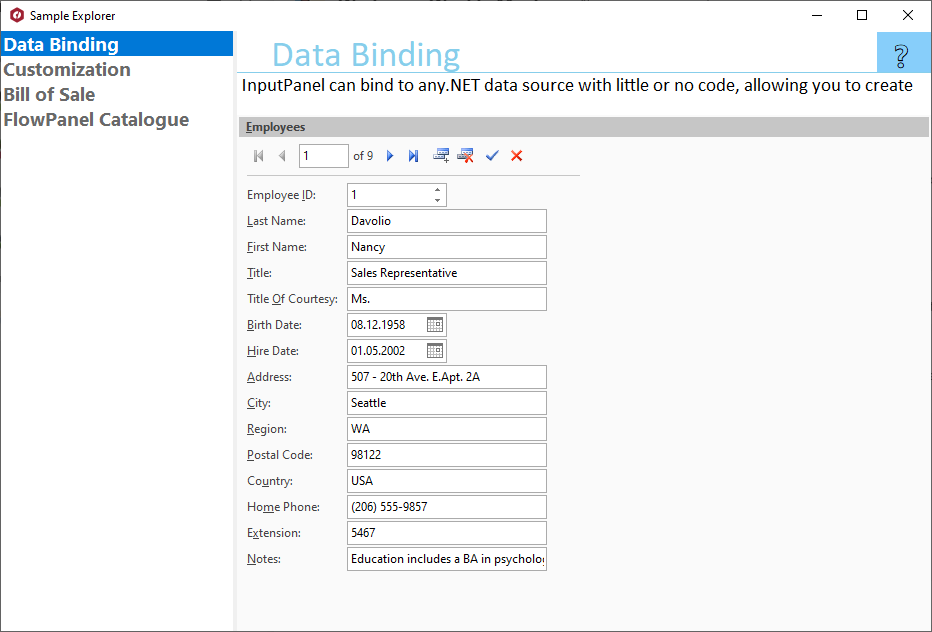 Sample Explorer
Data Binding
Customization
Bill of Sale
FlowPanel Catalogue
Data Binding
?
InputPanel can bind to any.NET data source with little or no code, allowing you to create
Employees
1 of 9
Employee ID: 1
Last Name: Davolio
First Name: Nancy
Title: Sales Representative
Title Of Courtesy: Ms.
Birth Date: 08.12.1958
Hire Date: 01.05.2002
Address: 507 - 20th Ave. E.Apt. 2A
City: Seattle
Region: WA
Postal Code: 98122
Country: USA
Home Phone: (206) 555-9857
Extension: 5467
Notes: Education includes a BA in psycholo